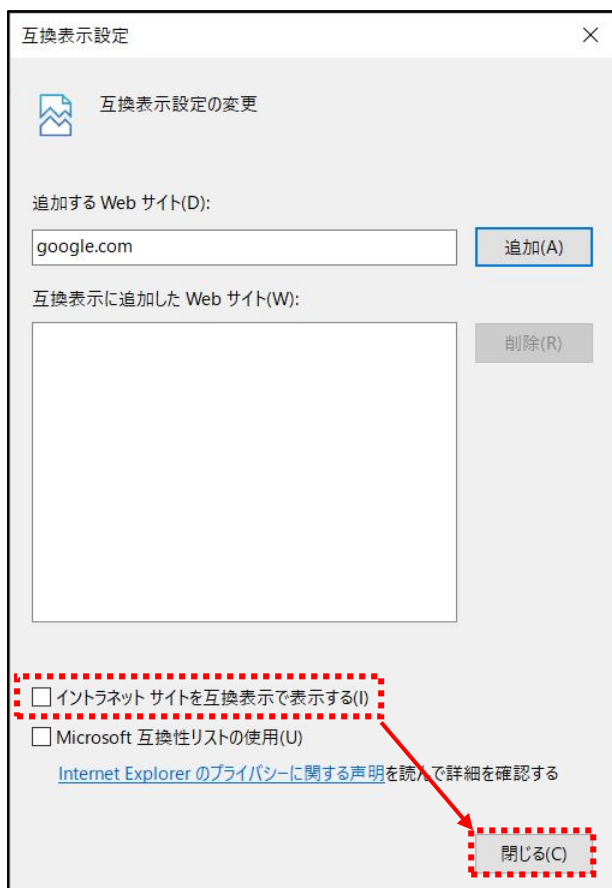 互換表示設定
互換表示設定の変更
追加する Web サイト(D):
google.com
追加(A)
互換表示に追加した Web サイト(W):
削除(R)
イントラネット サイトを互換表示で表示する(I)
Microsoft 互換性リストの使用(U)
Internet Explorer のプライバシーに関する声明を読んで詳細を確認する
閉じる(C)